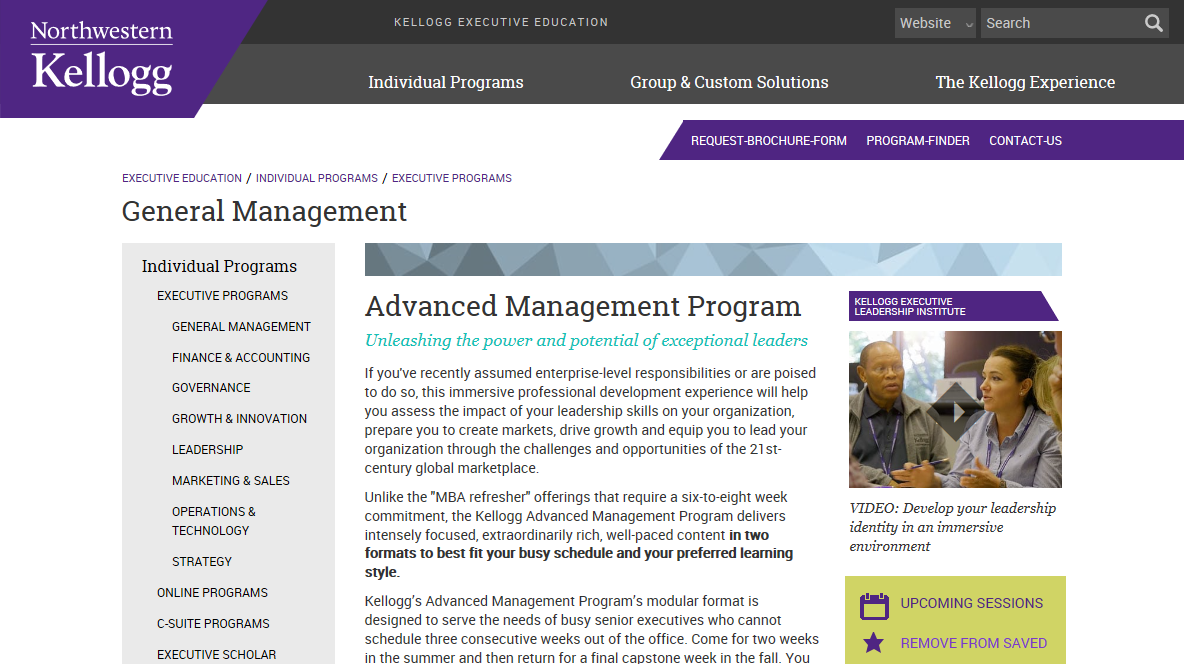 Northwestern
Kellogg
KELLOGG EXECUTIVE EDUCATION
Website
Search
Individual Programs
Group & Custom Solutions
The Kellogg Experience
REQUEST-BROCHURE-FORM
PROGRAM-FINDER
CONTACT-US
EXECUTIVE EDUCATION / INDIVIDUAL PROGRAMS / EXECUTIVE PROGRAMS
General Management
Individual Programs
EXECUTIVE PROGRAMS
GENERAL MANAGEMENT
FINANCE & ACCOUNTING
GOVERNANCE
GROWTH & INNOVATION
LEADERSHIP
MARKETING & SALES
OPERATIONS &
TECHNOLOGY
STRATEGY
ONLINE PROGRAMS
C-SUITE PROGRAMS
EXECUTIVE SCHOLAR
Advanced Management Program
Unleashing the power and potential of exceptional leaders
If you've recently assumed enterprise-level responsibilities or are poised
to do so, this immersive professional development experience will help
you assess the impact of your leadership skills on your organization,
prepare you to create markets, drive growth and equip you to lead your
organization through the challenges and opportunities of the 21st-
century global marketplace.
Unlike the "MBA refresher" offerings that require a six-to-eight week
commitment, the Kellogg Advanced Management Program delivers
intensely focused, extraordinarily rich, well-paced content in two
formats to best fit your busy schedule and your preferred learning
style.
Kellogg’s Advanced Management Program’s modular format is
designed to serve the needs of busy senior executives who cannot
schedule three consecutive weeks out of the office. Come for two weeks
in the summer and then return for a final capstone week in the fall. You
KELLOGG EXECUTIVE
LEADERSHIP INSTITUTE
VIDEO: Develop your leadership
identity in an immersive
environment
UPCOMING SESSIONS
REMOVE FROM SAVED